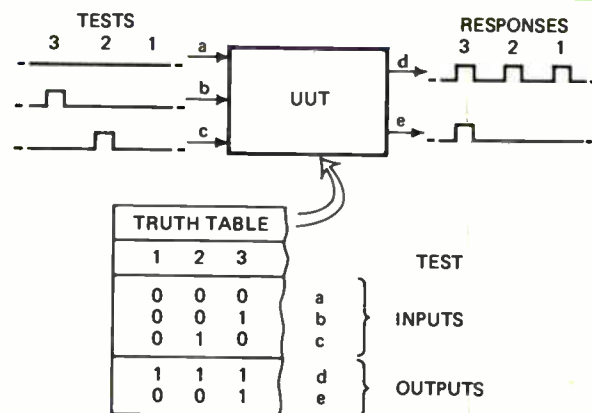 TESTS
3 2 1
a
b
c
UUT
RESPONSES
3 2 1
d
e
TRUTH TABLE
1 2 3
TEST
0 0 0 a
0 0 1 b
0 1 0 c
INPUTS
1 1 1 d
0 0 1 e
OUTPUTS